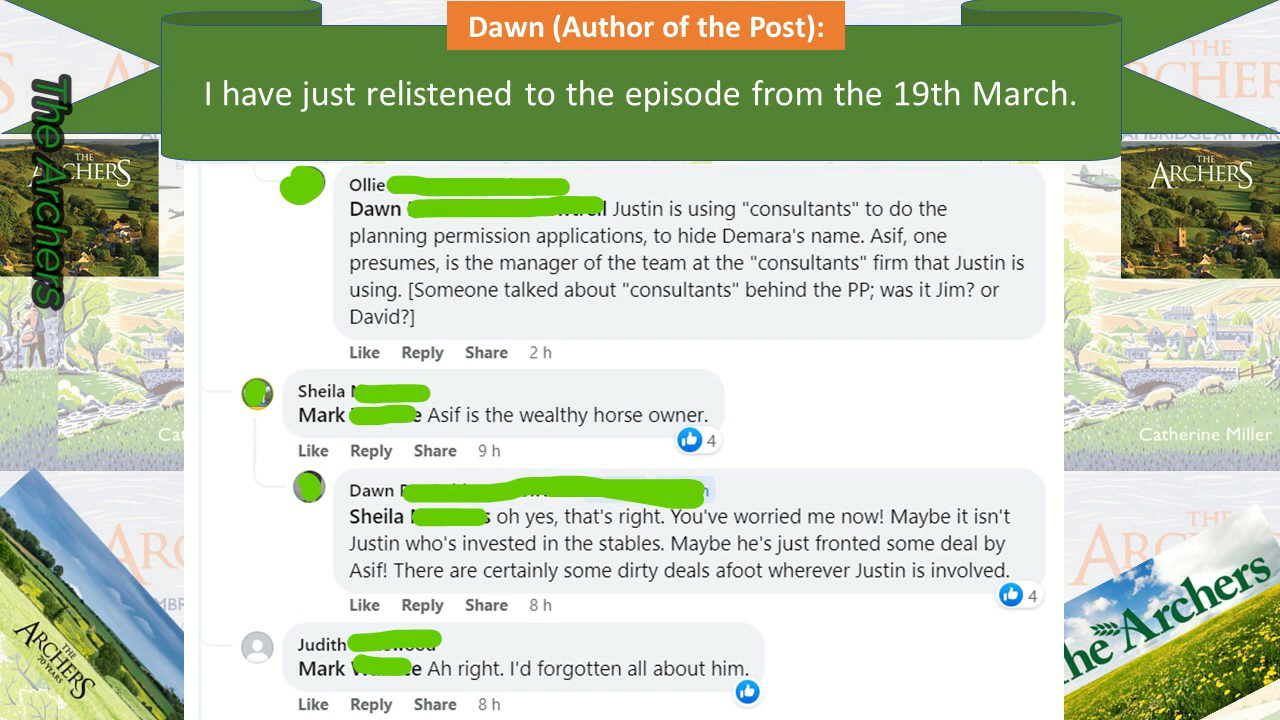 Dawn (Author of the Post):
I have just relistened to the episode from the 19th March.
The Archers
THE
ARCHERS
THE
ARCHERS
Ollie
Dawn Justin is using "consultants" to do the
planning permission applications, to hide Demara's name. Asif, one
presumes, is the manager of the team at the "consultants" firm that Justin is
using. [Someone talked about "consultants" behind the PP; was it Jim? or
David?]
Like Reply Share 2 h
Sheila
Mark Asif is the wealthy horse owner.
4
Like Reply Share 9 h
Dawn
Sheila oh yes, that's right. You've worried me now! Maybe it isn't
Justin who's invested in the stables. Maybe he's just fronted some deal by
Asif! There are certainly some dirty deals afoot wherever Justin is involved.
4
Like Reply Share 8 h
Judith
Mark Ah right. I'd forgotten all about him.
Like Reply Share 8 h
Catherine Miller
THE
ARCHERS
70 YEARS
The Archers